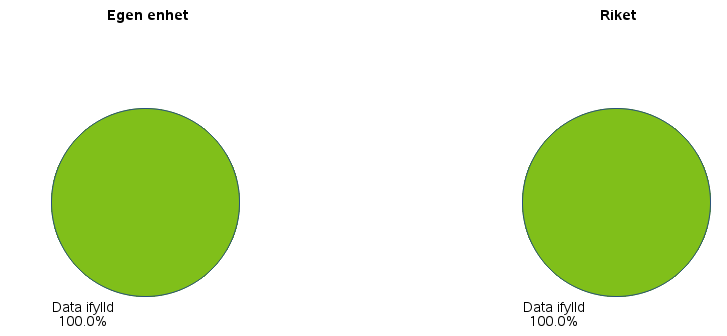 Egen enhet
Riket
Data ifylld
100.0%
Data ifylld
100.0%